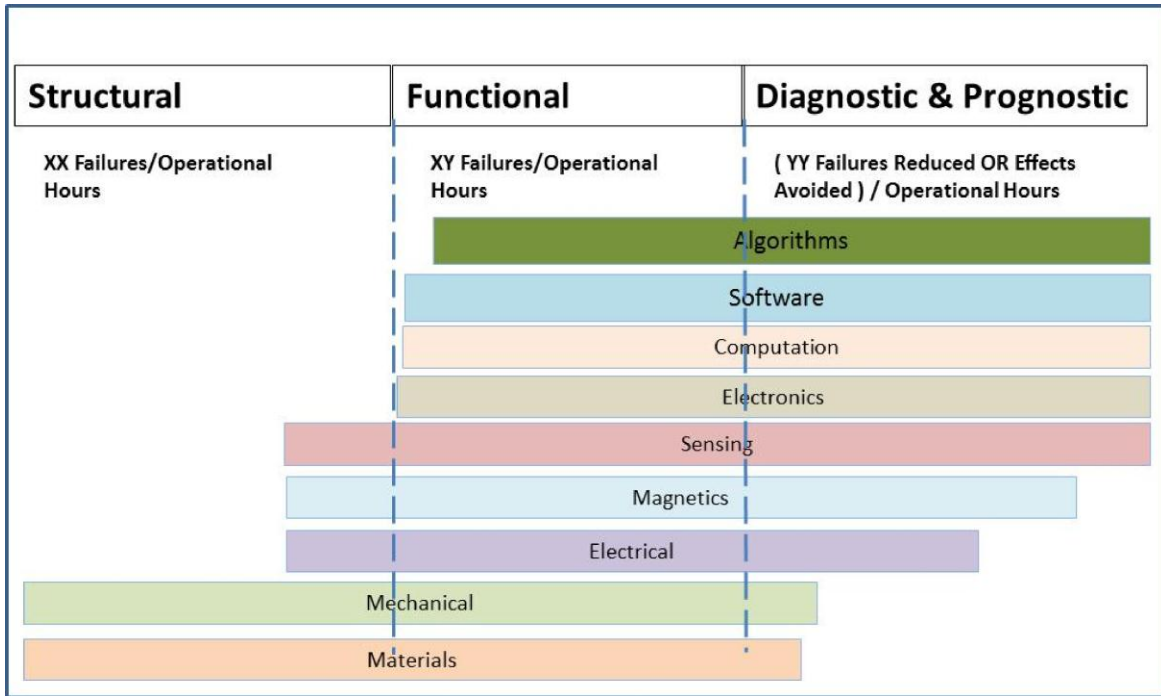 Structural
Functional
Diagnostic & Prognostic
XX Failures/Operational
Hours
XY Failures/Operational
Hours
( YY Failures Reduced OR Effects
Avoided ) / Operational Hours
Algorithms
Software
Computation
Electronics
Sensing
Magnetics
Electrical
Mechanical
Materials